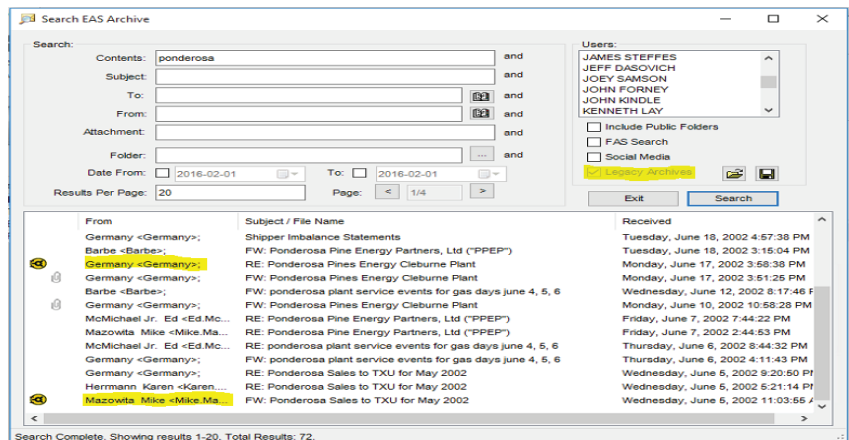 Search EAS Archive
Search:
Contents: ponderosa and
Subject: and
To: and
From: and
Attachment: and
Folder: ... and
Date From: 2016-02-01 To: 2016-02-01
Results Per Page: 20 Page: < 1/4 >
Users:
JAMES STEFFES
JEFF DASOVICH
JOEY SAMSON
JOHN FORNEY
JOHN KINDLE
KENNETH LAY
Include Public Folders
FAS Search
Social Media
Legacy Archives
Exit Search
From Subject / File Name Received
Germany <Germany>; Shipper Imbalance Statements Tuesday, June 18, 2002 4:57:38 PM
Barbe <Barbe>; FW: Ponderosa Pine Energy Partners, Ltd ("PPEP") Tuesday, June 18, 2002 3:15:04 PM
Germany <Germany>; RE: Ponderosa Pines Energy Cleburne Plant Monday, June 17, 2002 3:58:38 PM
Germany <Germany>; FW: Ponderosa Pines Energy Cleburne Plant Monday, June 17, 2002 3:51:25 PM
Barbe <Barbe>; FW: ponderosa plant service events for gas days june 4, 5, 6 Wednesday, June 12, 2002 8:17:46
Germany <Germany>; FW: Ponderosa Pines Energy Cleburne Plant Monday, June 10, 2002 10:58:28 PM
McMichael Jr. Ed <Ed.Mc... RE: Ponderosa Pine Energy Partners, Ltd ("PPEP") Friday, June 7, 2002 7:44:22 PM
Mazowita Mike <Mike.Ma... RE: Ponderosa Pine Energy Partners, Ltd ("PPEP") Friday, June 7, 2002 2:44:53 PM
McMichael Jr. Ed <Ed.Mc... RE: ponderosa plant service events for gas days june 4, 5, 6 Thursday, June 6, 2002 8:44:32 PM
Germany <Germany>; FW: ponderosa plant service events for gas days june 4, 5, 6 Thursday, June 6, 2002 4:11:43 PM
Germany <Germany>; RE: Ponderosa Sales to TXU for May 2002 Wednesday, June 5, 2002 9:20:50
Herrmann Karen <Karen.... RE: Ponderosa Sales to TXU for May 2002 Wednesday, June 5, 2002 5:21:14
Mazowita Mike <Mike.Ma... FW: Ponderosa Sales to TXU for May 2002 Wednesday, June 5, 2002 11:03:55
Search Complete. Showing results 1-20. Total Results: 72.